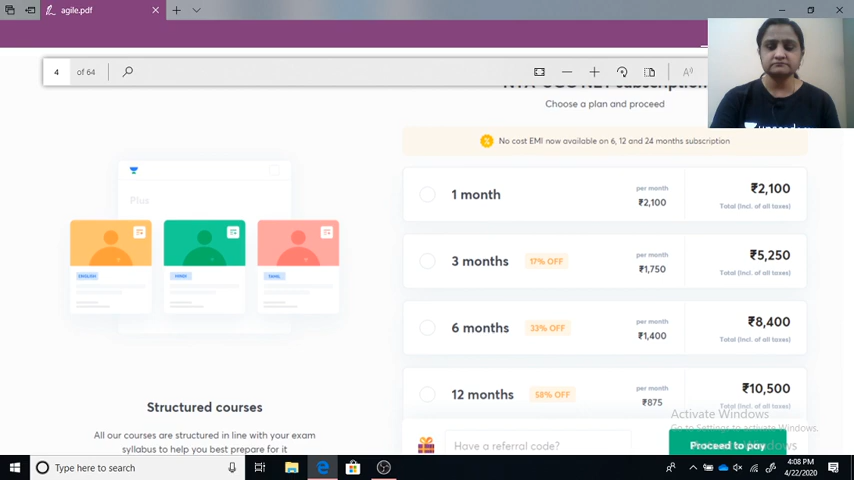 agile.pdf
4 of 64
Choose a plan and proceed
No cost EMI now available on 6, 12 and 24 months subscription
1 month
per month
₹2,100
₹2,100
Total (Incl. of all taxes)
3 months
17% OFF
per month
₹1,750
₹5,250
Total (Incl. of all taxes)
6 months
33% OFF
per month
₹1,400
₹8,400
Total (Incl. of all taxes)
12 months
58% OFF
per month
₹875
₹10,500
Total (Incl. of all taxes)
Plus
ENGLISH
HINDI
TAMIL
Structured courses
All our courses are structured in line with your exam
syllabus to help you best prepare for it
Have a referral code?
Proceed to pay
Activate Windows
Go to Settings to activate Windows.
Type here to search
4:08 PM
4/22/2020